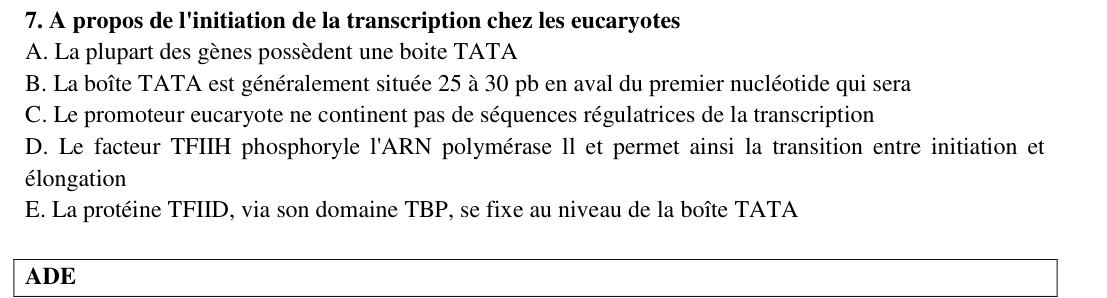 7. A propos de l'initiation de la transcription chez les eucaryotes
A. La plupart des gènes possèdent une boite TATA
B. La boîte TATA est généralement située 25 à 30 pb en aval du premier nucléotide qui sera
C. Le promoteur eucaryote ne continent pas de séquences régulatrices de la transcription
D. Le facteur TFIIH phosphoryle l'ARN polymérase ll et permet ainsi la transition entre initiation et
élongation
E. La protéine TFIID, via son domaine TBP, se fixe au niveau de la boîte TATA
ADE